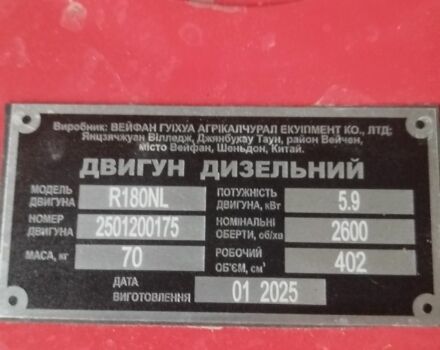 Виробник: ВЕЙФАН ГУІХУА АГРІКАЛЧУРАЛ ЕКУІПМЕНТ КО., ЛТД:
Янцзячжуан Вілледж, Джянбукау Таун, район Вейчен,
місто Вейфан, Шеньдон, Китай.
ДВИГУН ДИЗЕЛЬНИЙ
МОДЕЛЬ ДВИГУНА R180NL
ПОТУЖНІСТЬ ДВИГУНА, кВт 5.9
НОМЕР ДВИГУНА 2501200175
НОМІНАЛЬНІ ОБЕРТИ, об/хв 2600
МАСА, кг 70
РОБОЧИЙ ОБ'ЄМ, см³ 402
ДАТА ВИГОТОВЛЕННЯ 01 2025